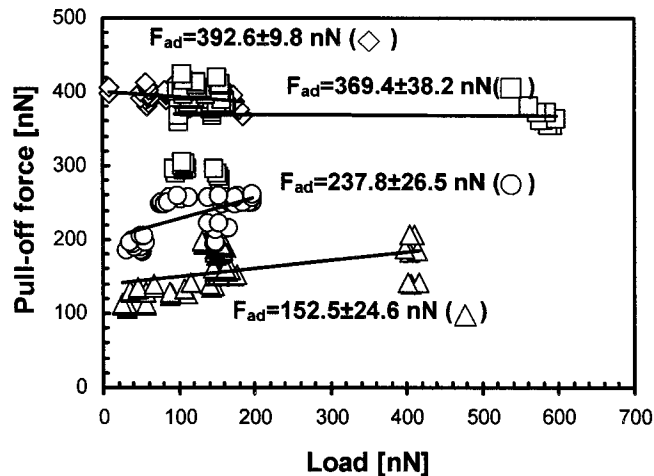 500
F_ad=392.6±9.8 nN (◇)
400
F_ad=369.4±38.2 nN(□)
300
F_ad=237.8±26.5 nN (○)
200
100
F_ad=152.5±24.6 nN (△)
0
0 100 200 300 400 500 600 700
Pull-off force [nN]
Load [nN]